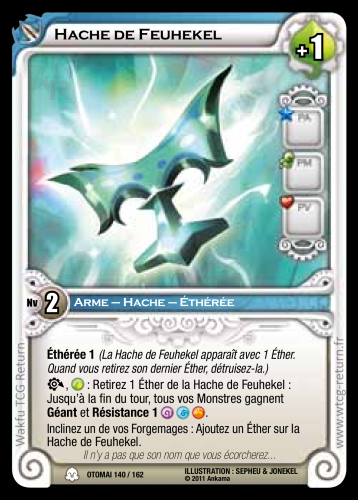 Hache de Feuhekel
+1
PA
PM
PV
Nv 2 Arme – Hache – Éthérée
Éthérée 1 (La Hache de Feuhekel apparaît avec 1 Éther.
Quand vous retirez son dernier Éther, détruisez-la.)
, : Retirez 1 Éther de la Hache de Feuhekel :
Jusqu'à la fin du tour, tous vos Monstres gagnent
Géant et Résistance 1 .
Inclinez un de vos Forgemages : Ajoutez un Éther sur la
Hache de Feuhekel.
Il n'y a pas que son nom que vous écorcherez...
Wakfu TCG Return
www.wtcg-return.fr
OTOMAI 140 / 162
ILLUSTRATION : SEPHEU & JONEKEL
© 2011 Ankama